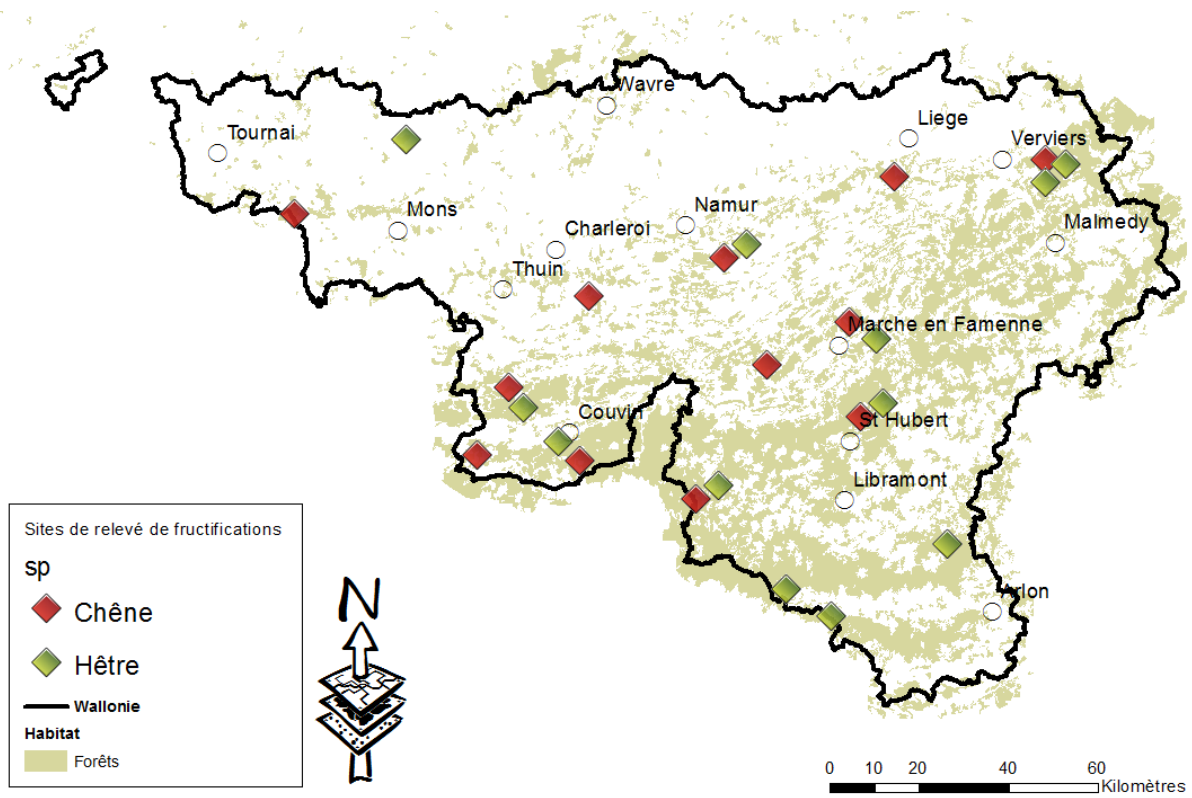 Wavre
Tournai
Liege
Verviers
Mons
Namur
Charleroi
Malmedy
Thuin
Marche en Famenne
Couvin
St Hubert
Libramont
Arlon
Sites de relevé de fructifications
sp
Chêne
Hêtre
Wallonie
Habitat
Forêts
N
0 10 20 40 60
Kilomètres